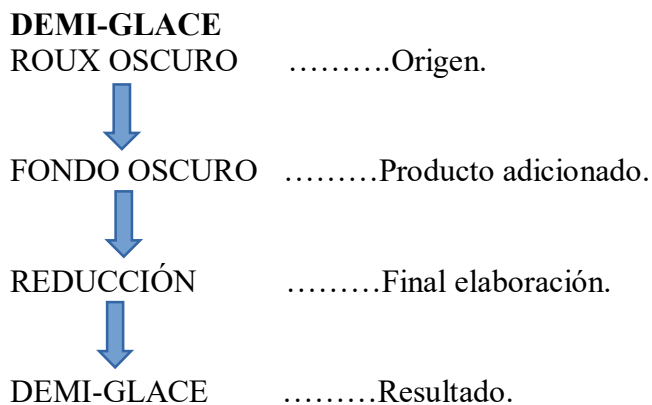 DEMI-GLACE
ROUX OSCURO ……….Origen.
FONDO OSCURO ………Producto adicionado.
REDUCCIÓN ………Final elaboración.
DEMI-GLACE ………Resultado.